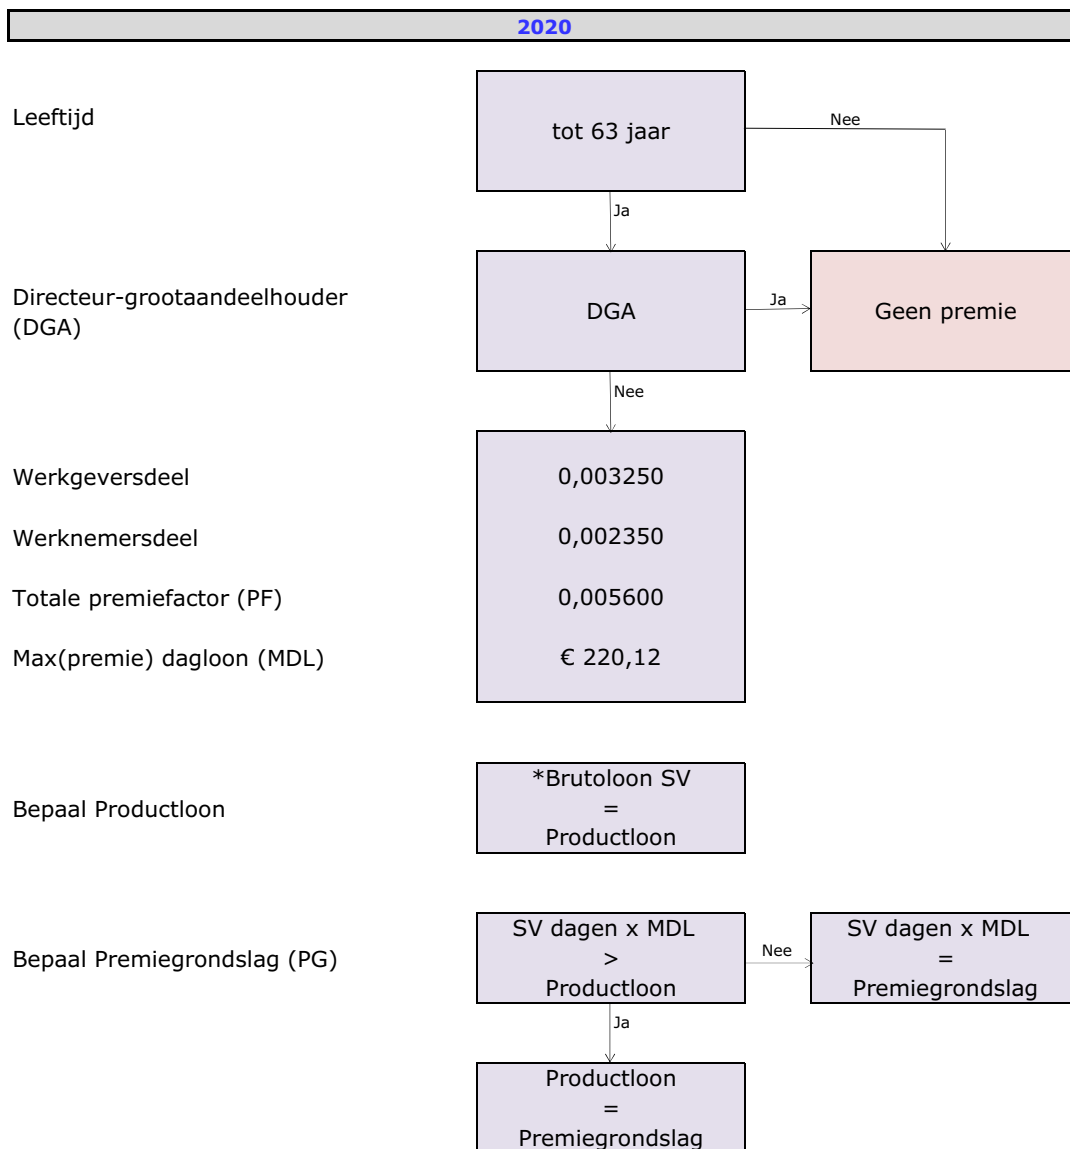 2020
Leeftijd
tot 63 jaar
Nee
Ja
Directeur-grootaandeelhouder
(DGA)
DGA
Ja
Geen premie
Nee
Werkgeversdeel
0,003250
Werknemersdeel
0,002350
Totale premiefactor (PF)
0,005600
Max(premie) dagloon (MDL)
€ 220,12
Bepaal Productloon
*Brutoloon SV
=
Productloon
Bepaal Premiegrondslag (PG)
SV dagen x MDL
>
Productloon
Nee
SV dagen x MDL
=
Premiegrondslag
Ja
Productloon
=
Premiegrondslag